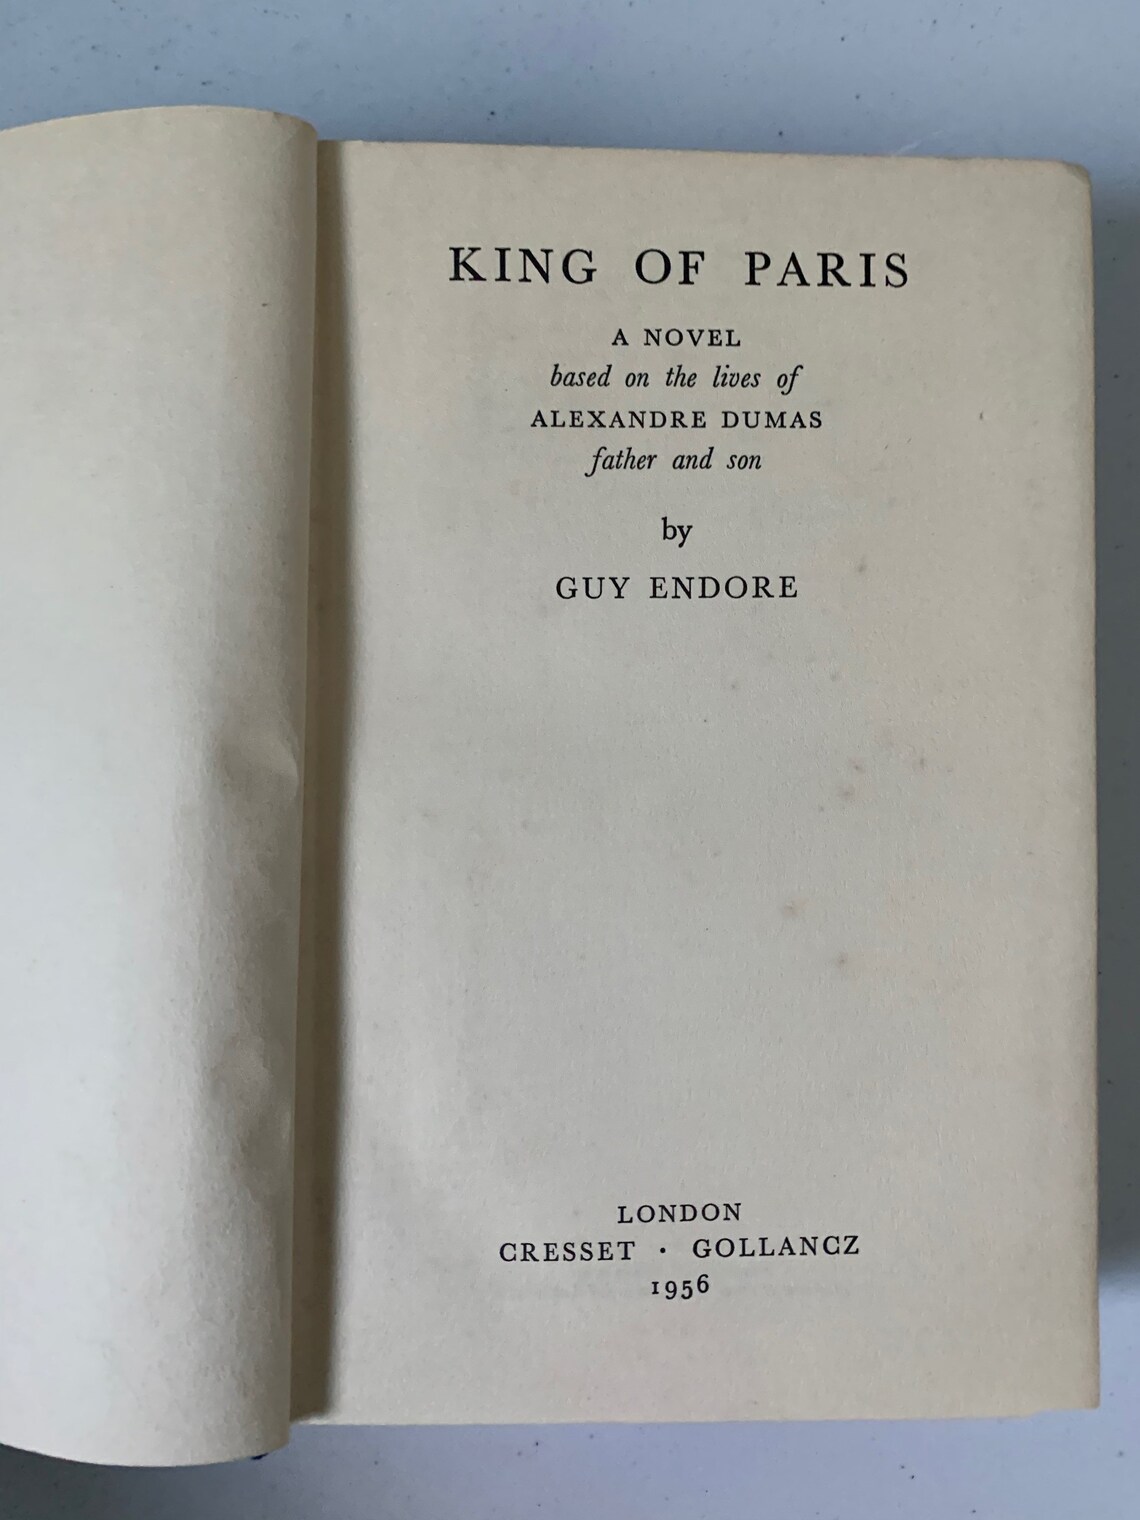 KING OF PARIS
A NOVEL
based on the lives of
ALEXANDRE DUMAS
father and son
by
GUY ENDORE
LONDON
CRESSET · GOLLANCZ
1956